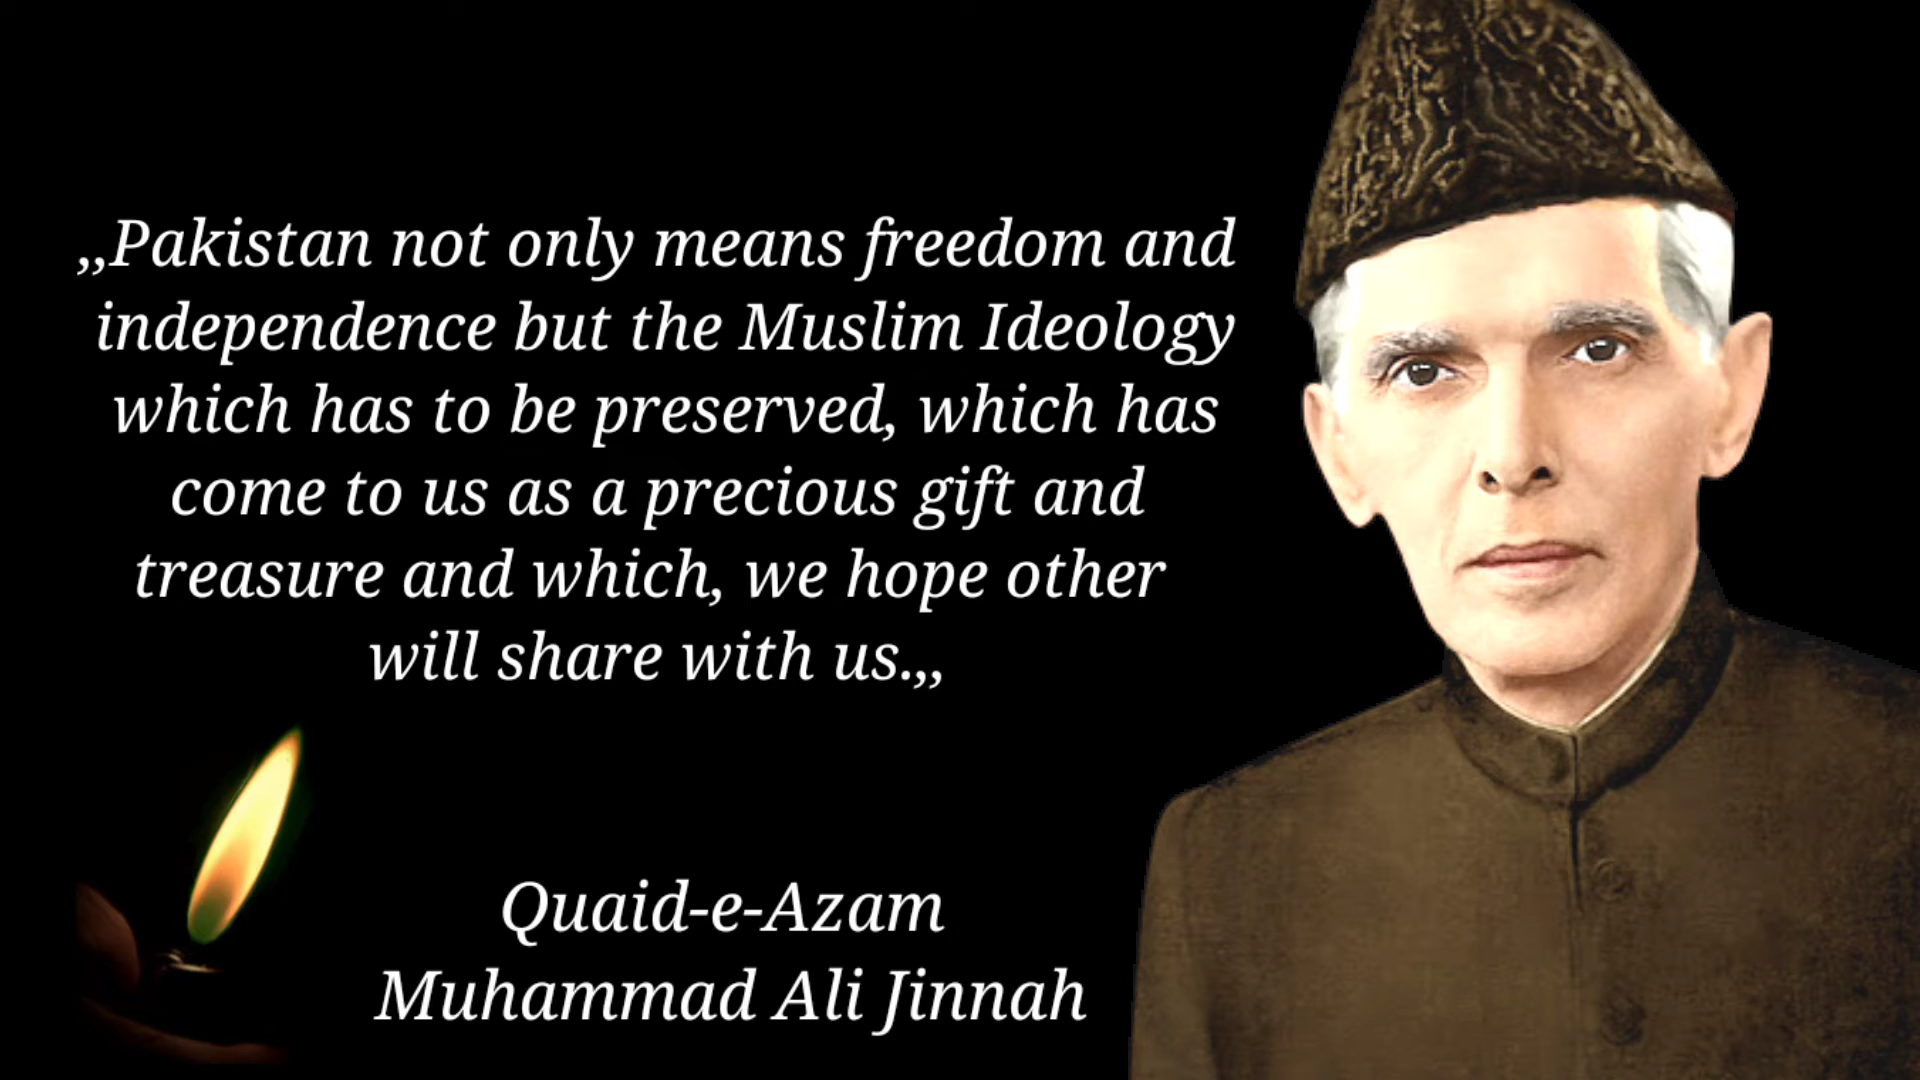 ,,Pakistan not only means freedom and
independence but the Muslim Ideology
which has to be preserved, which has
come to us as a precious gift and
treasure and which, we hope other
will share with us.,,
Quaid-e-Azam
Muhammad Ali Jinnah